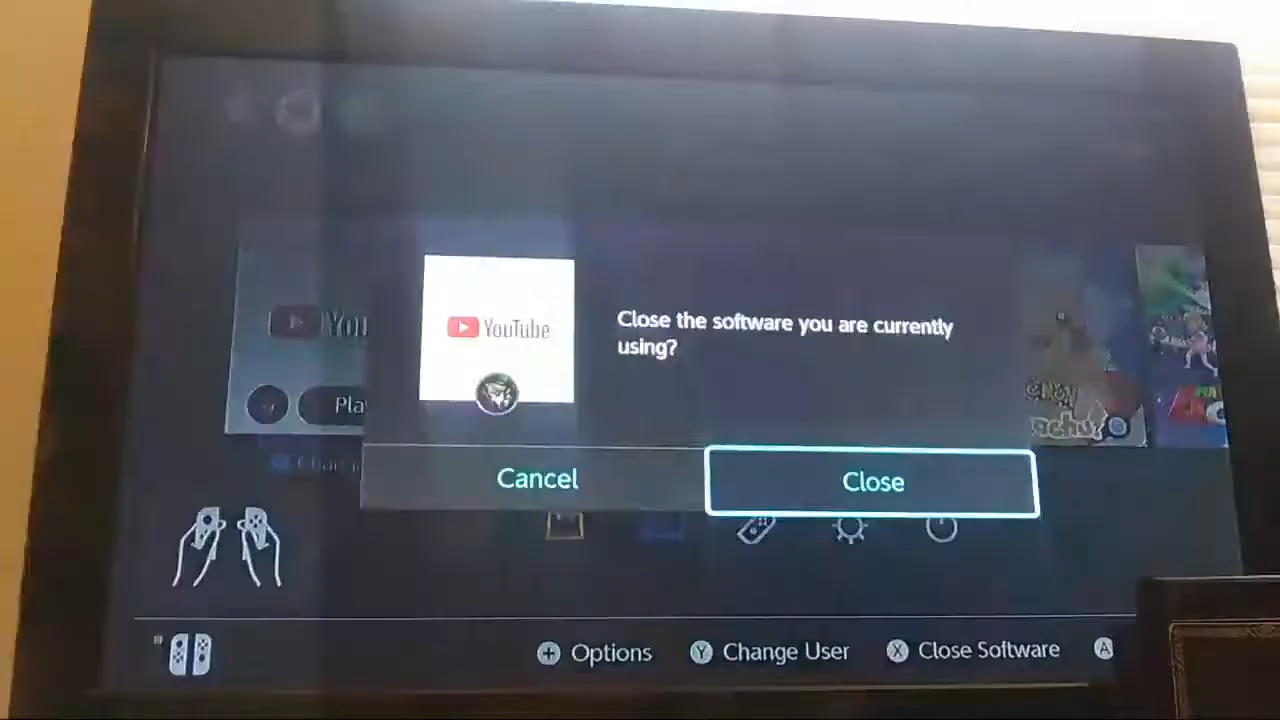 YouTube
Close the software you are currently
using?
Cancel
Close
Options
Y Change User
X Close Software
A